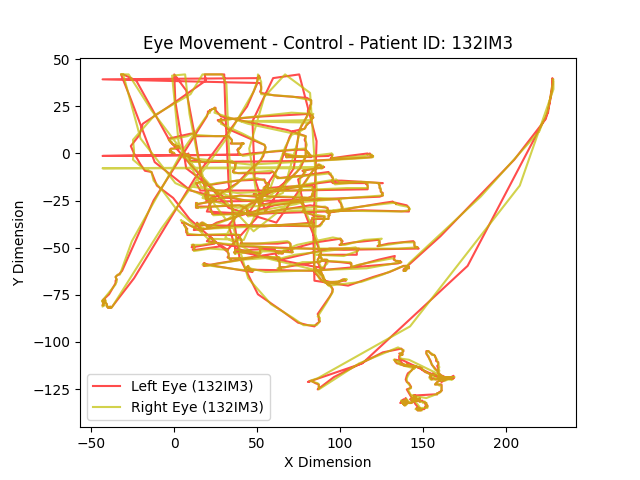 Eye Movement - Control - Patient ID: 132IM3
50
25
0
−25
−50
−75
−100
−125
Y Dimension
Left Eye (132IM3)
Right Eye (132IM3)
−50 0 50 100 150 200
X Dimension